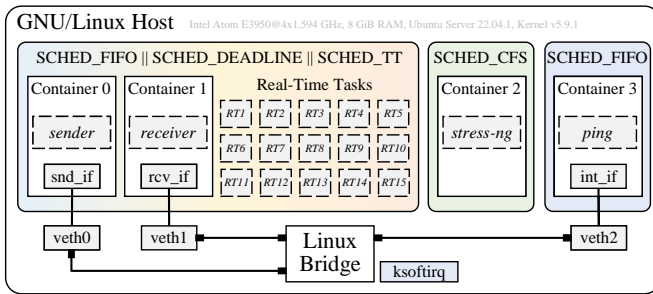 GNU/Linux Host Intel Atom E3950@4x1.594 GHz, 8 GiB RAM, Ubuntu Server 22.04.1, Kernel v5.9.1
SCHED_FIFO || SCHED_DEADLINE || SCHED_TT
SCHED_CFS
SCHED_FIFO
Container 0
Container 1
Real-Time Tasks
Container 2
Container 3
RT1 RT2 RT3 RT4 RT5
sender
receiver
stress-ng
ping
RT6 RT7 RT8 RT9 RT10
snd_if
rcv_if
RT11 RT12 RT13 RT14 RT15
int_if
veth0
veth1
Linux
Bridge
veth2
ksoftirq